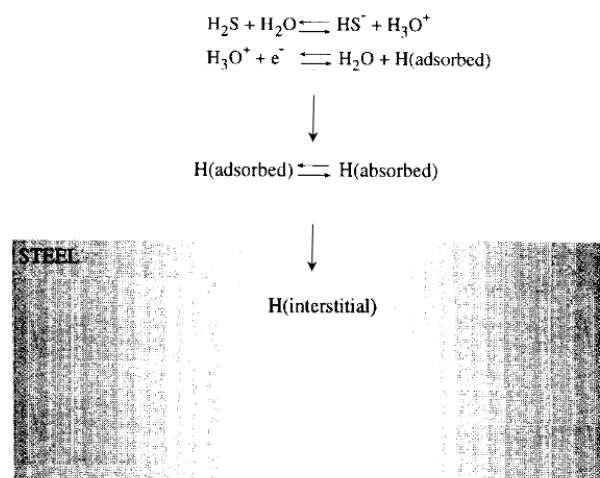 H₂S + H₂O ⇌ HS⁻ + H₃O⁺
H₃O⁺ + e⁻ ⇌ H₂O + H(adsorbed)
H(adsorbed) ⇌ H(absorbed)
STEEL
H(interstitial)